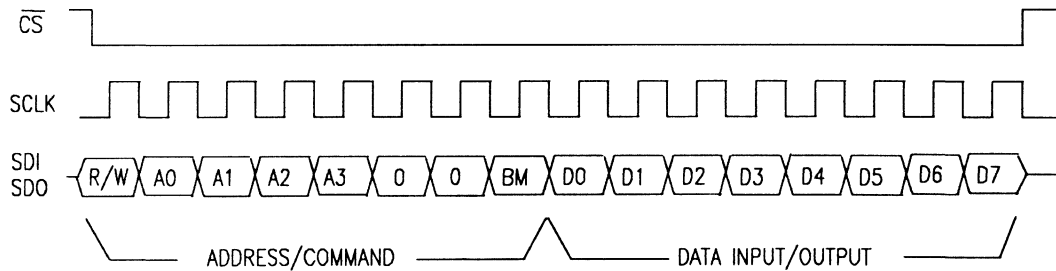 CS
SCLK
SDI
SDO
R/W A0 A1 A2 A3 0 0 BM D0 D1 D2 D3 D4 D5 D6 D7
ADDRESS/COMMAND DATA INPUT/OUTPUT